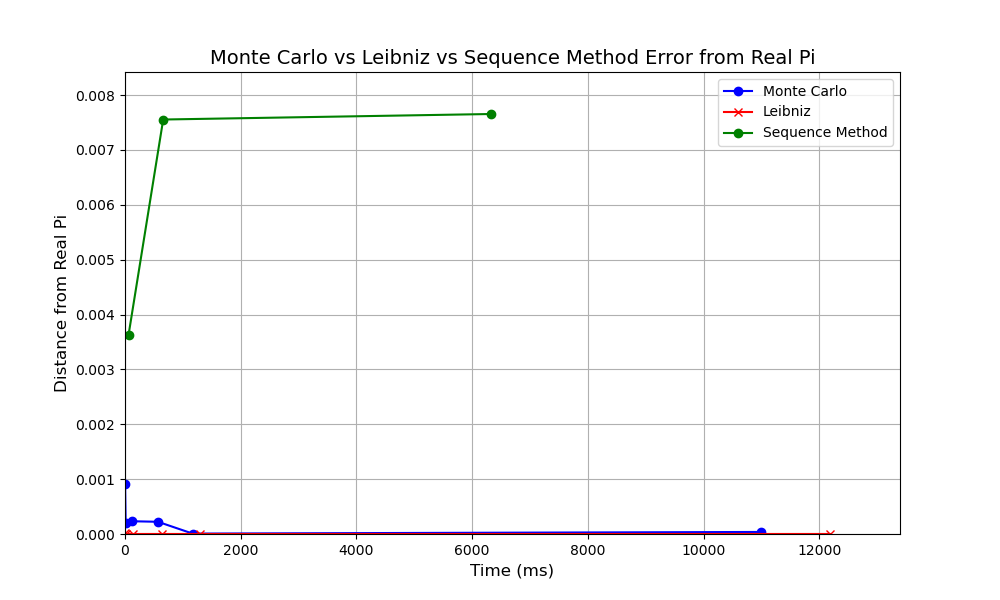 Monte Carlo vs Leibniz vs Sequence Method Error from Real Pi
Monte Carlo
Leibniz
Sequence Method
Distance from Real Pi
0.008
0.007
0.006
0.005
0.004
0.003
0.002
0.001
0.000
0
2000
4000
6000
8000
10000
12000
Time (ms)